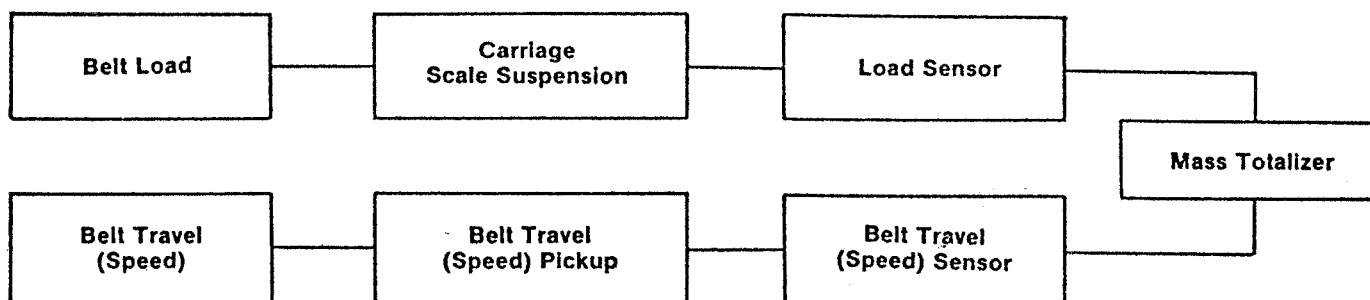 Belt Load
Carriage
Scale Suspension
Load Sensor
Mass Totalizer
Belt Travel
(Speed)
Belt Travel
(Speed) Pickup
Belt Travel
(Speed) Sensor